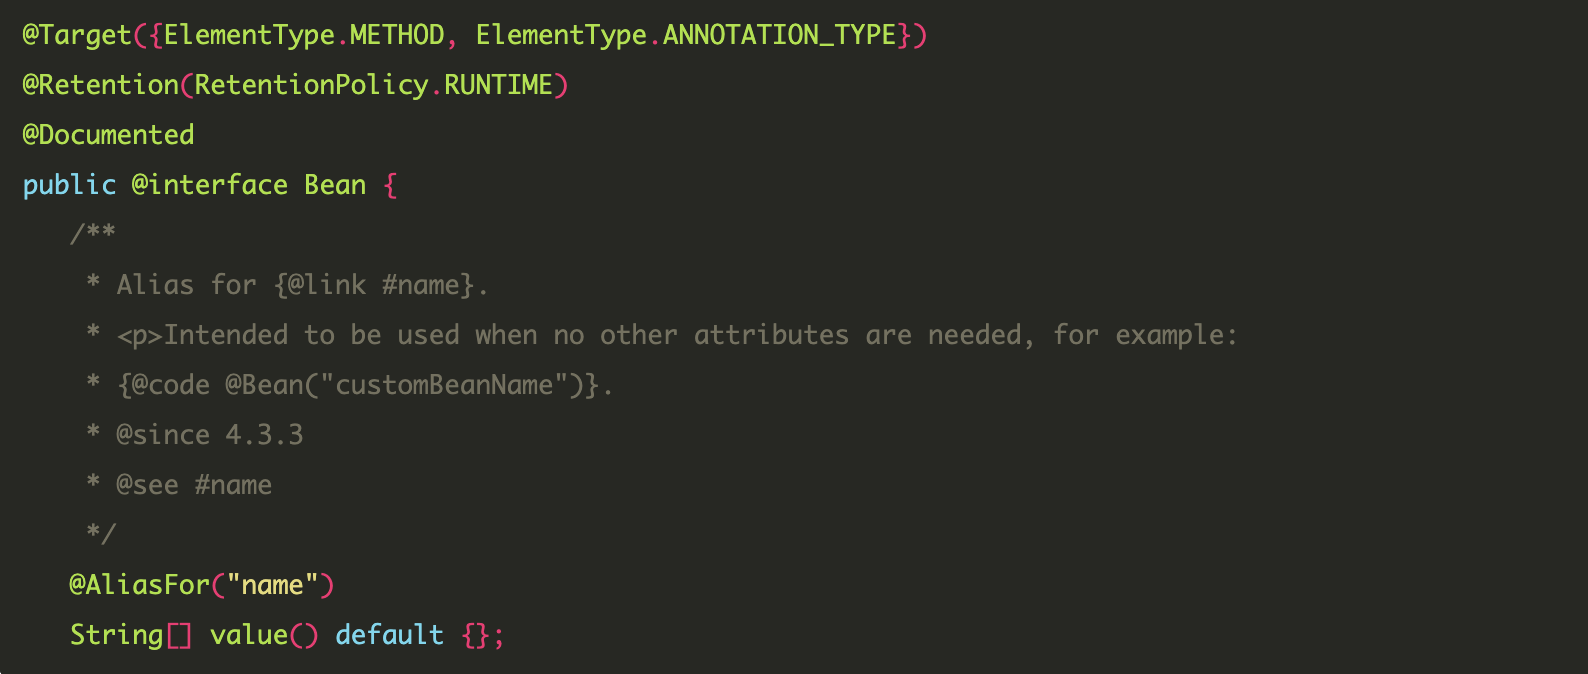 @Target({ElementType.METHOD, ElementType.ANNOTATION_TYPE})
@Retention(RetentionPolicy.RUNTIME)
@Documented
public @interface Bean {
   /**
    * Alias for {@link #name}.
    * <p>Intended to be used when no other attributes are needed, for example:
    * {@code @Bean("customBeanName")}.
    * @since 4.3.3
    * @see #name
    */
   @AliasFor("name")
   String[] value() default {};